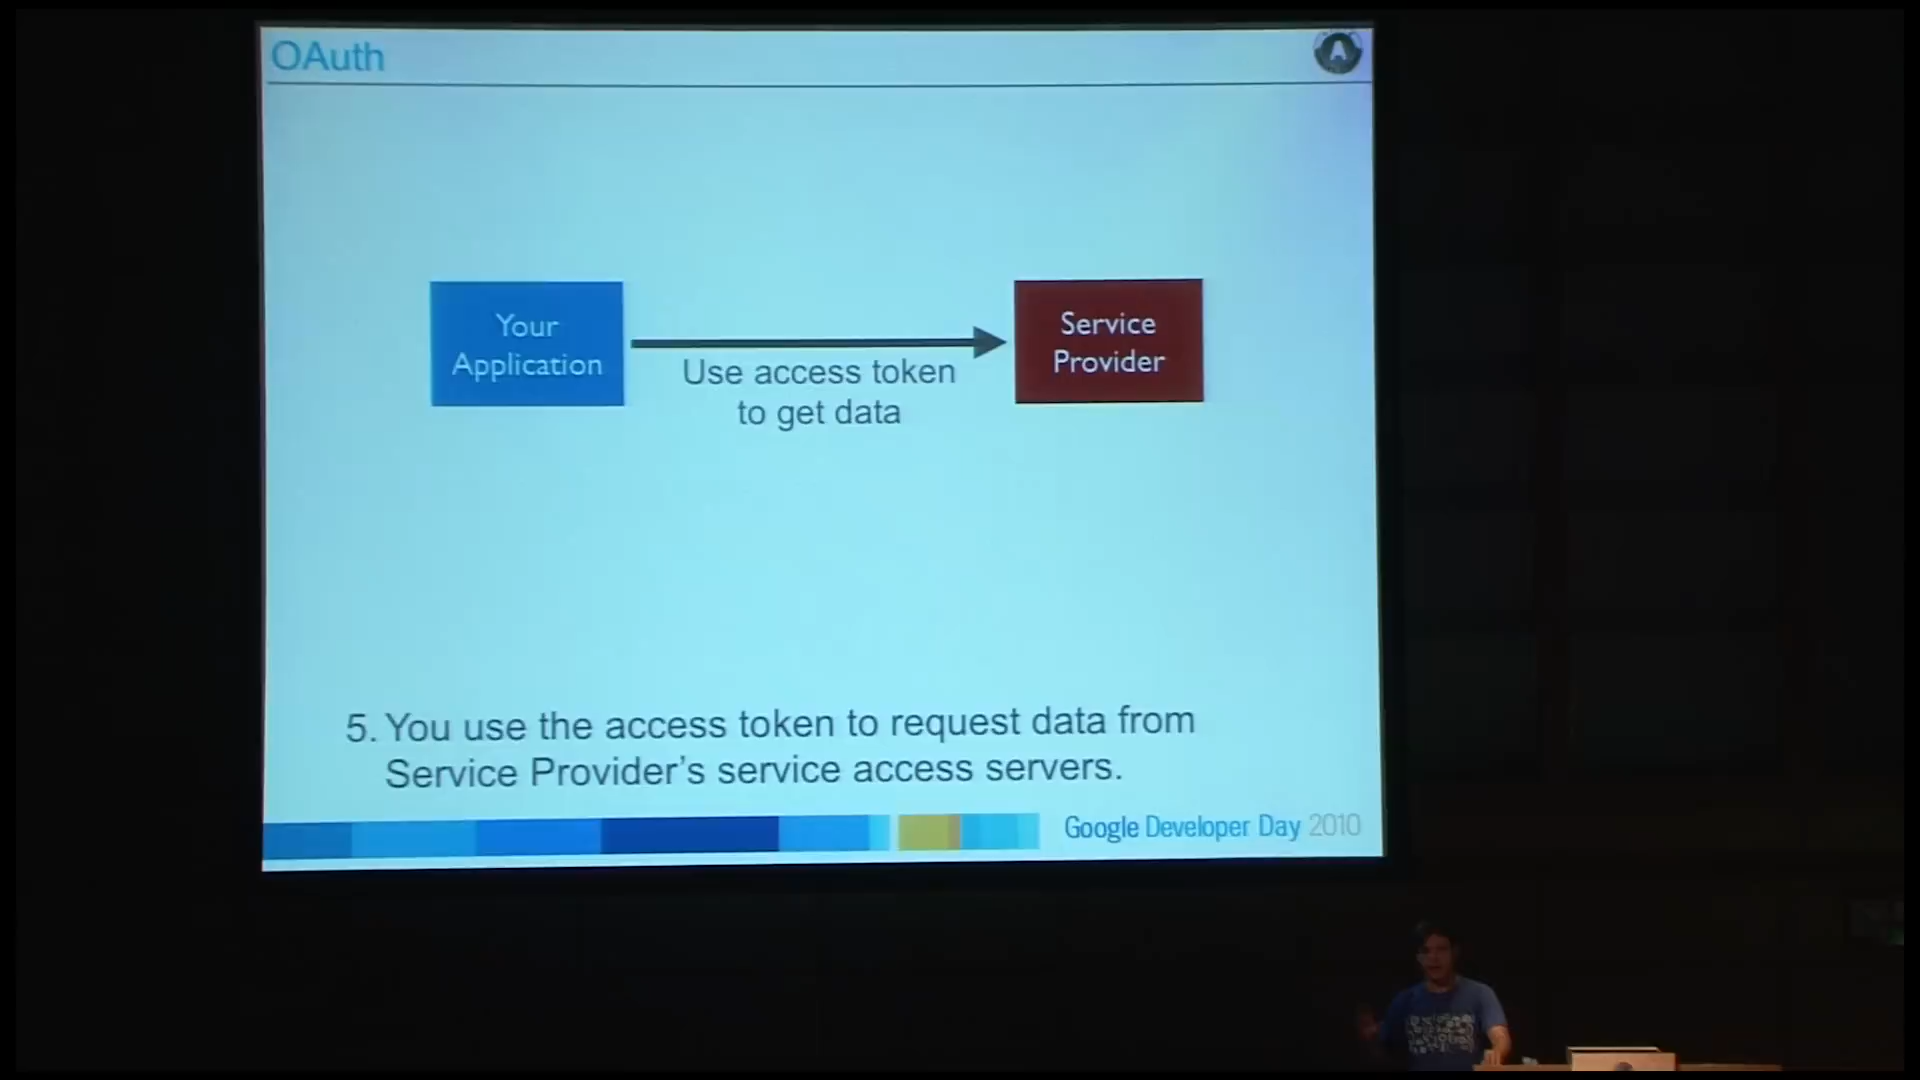 OAuth
A
Your
Application
Use access token
to get data
Service
Provider
5. You use the access token to request data from
Service Provider's service access servers.
Google Developer Day 2010